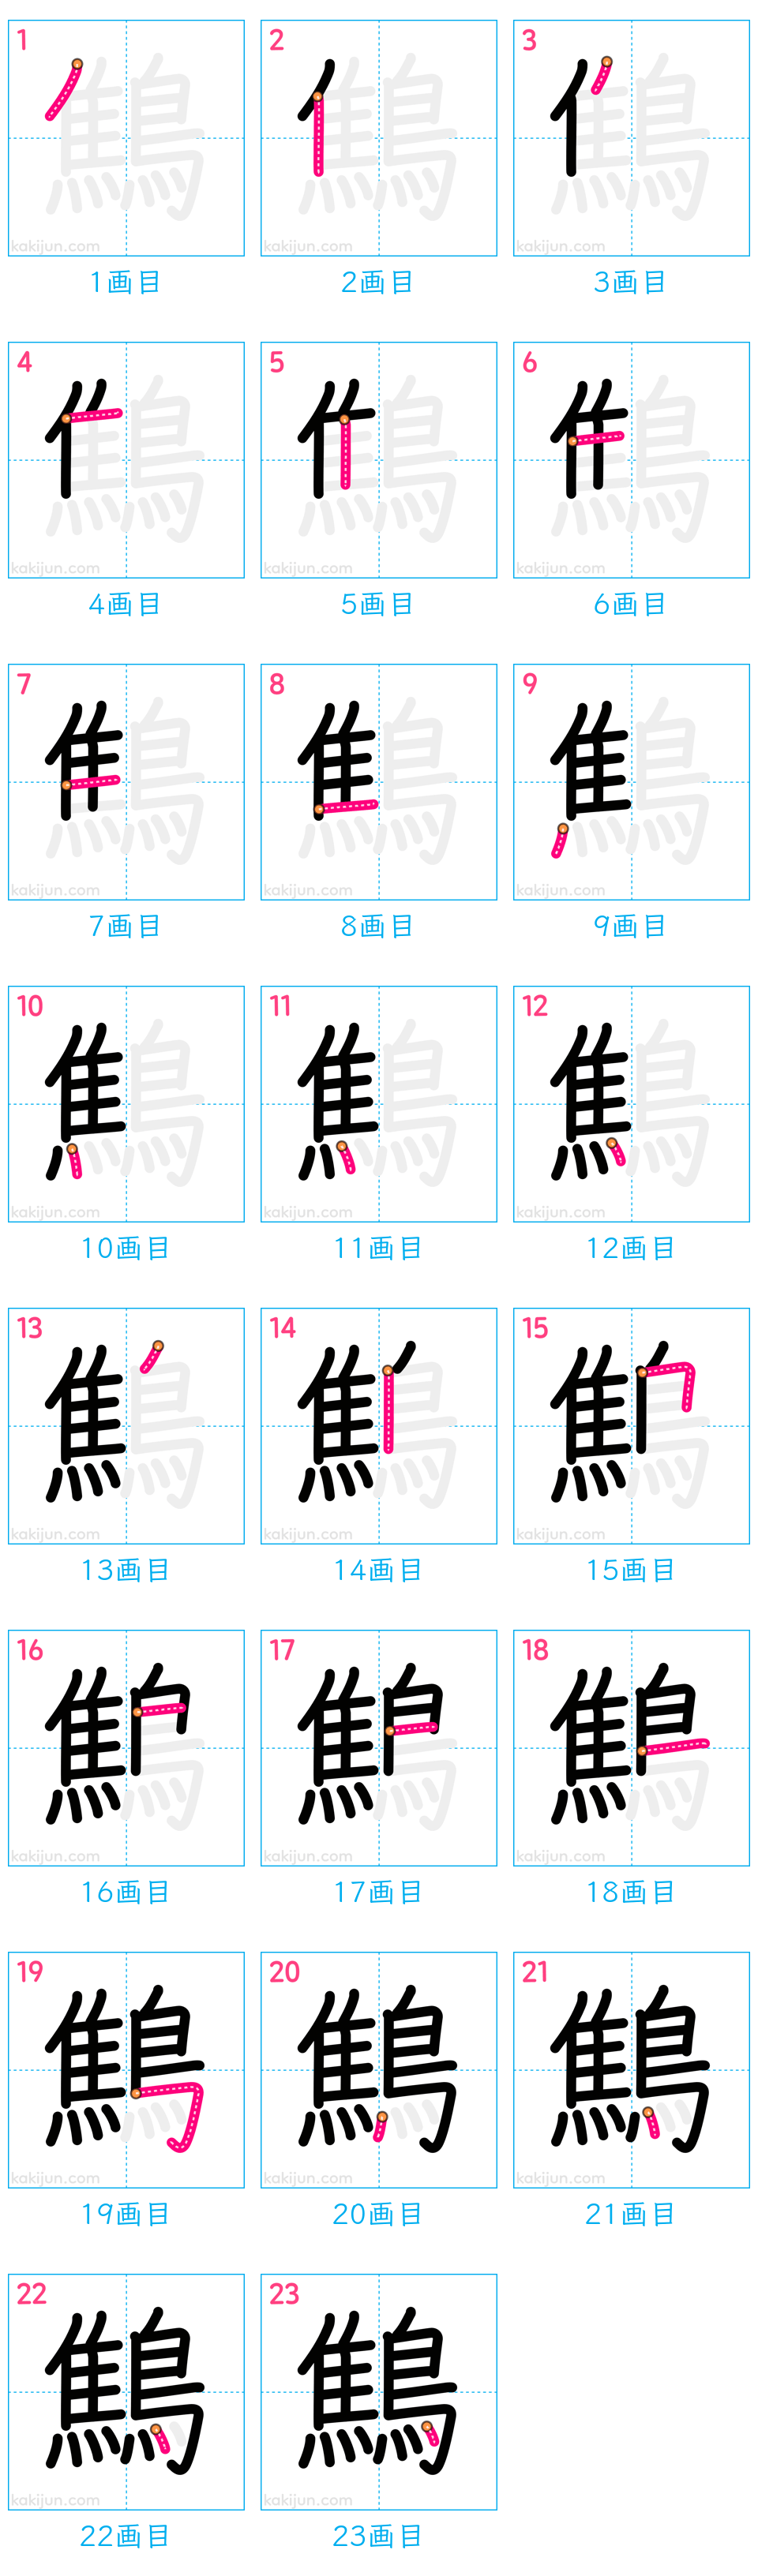 1 2 3
kakijun.com kakijun.com kakijun.com
1画目 2画目 3画目
4 5 6
kakijun.com kakijun.com kakijun.com
4画目 5画目 6画目
7 8 9
kakijun.com kakijun.com kakijun.com
7画目 8画目 9画目
10 11 12
kakijun.com kakijun.com kakijun.com
10画目 11画目 12画目
13 14 15
kakijun.com kakijun.com kakijun.com
13画目 14画目 15画目
16 17 18
kakijun.com kakijun.com kakijun.com
16画目 17画目 18画目
19 20 21
kakijun.com kakijun.com kakijun.com
19画目 20画目 21画目
22 23
鷦 鷦
kakijun.com kakijun.com
22画目 23画目